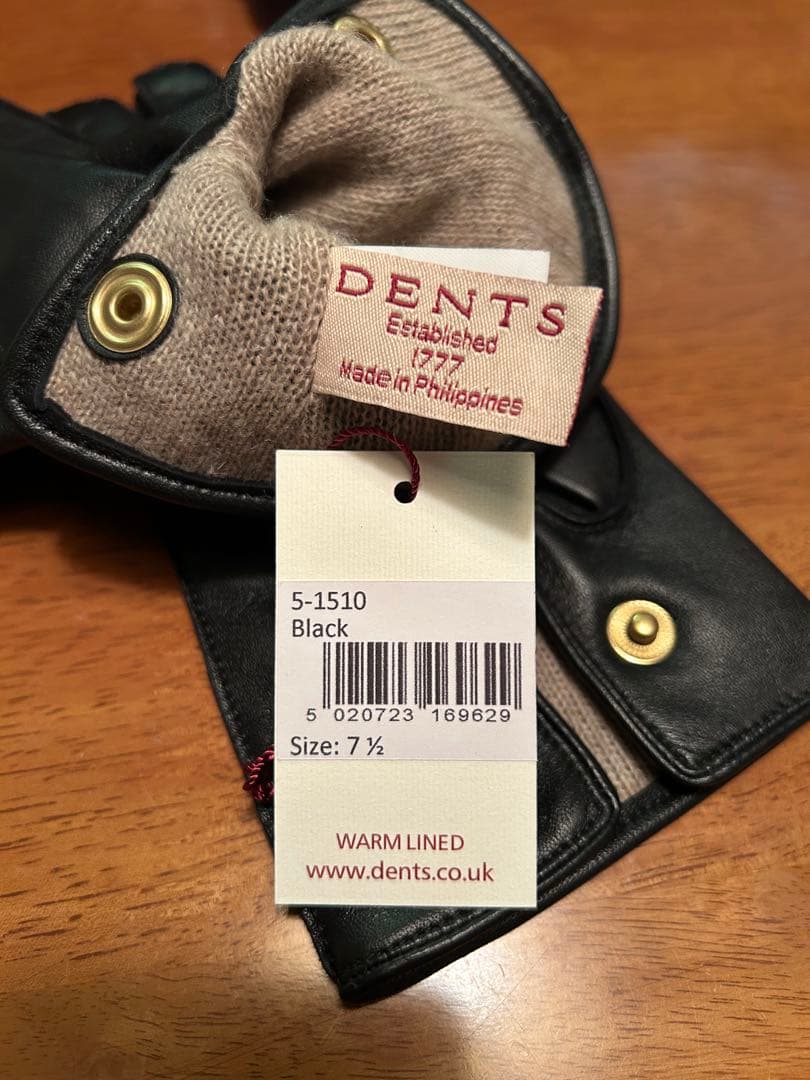 DENTS
Established
1777
Made in Philippines
5-1510
Black
5 020723 169629
Size: 7 ½
WARM LINED
www.dents.co.uk